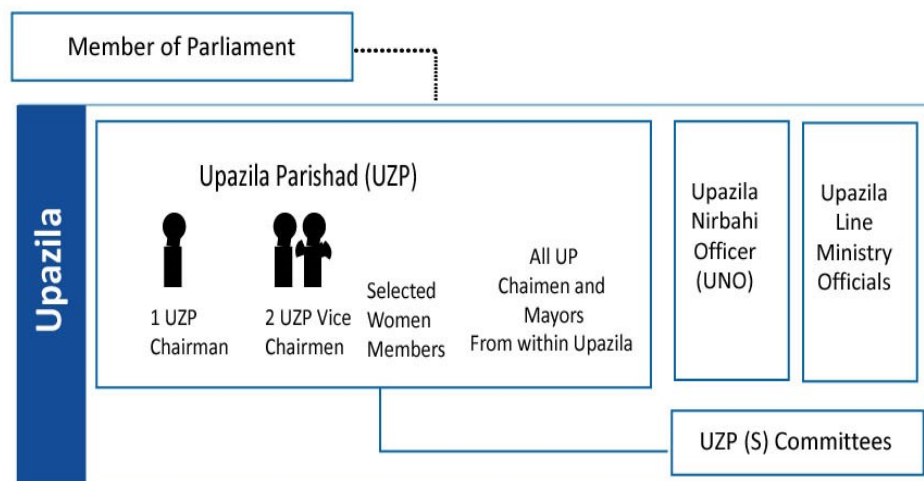 Member of Parliament
Upazila
Upazila Parishad (UZP)
1 UZP
Chairman
2 UZP Vice
Chairmen
Selected
Women
Members
All UP
Chaimen and
Mayors
From within Upazila
Upazila
Nirbahi
Officer
(UNO)
Upazila
Line
Ministry
Officials
UZP (S) Committees